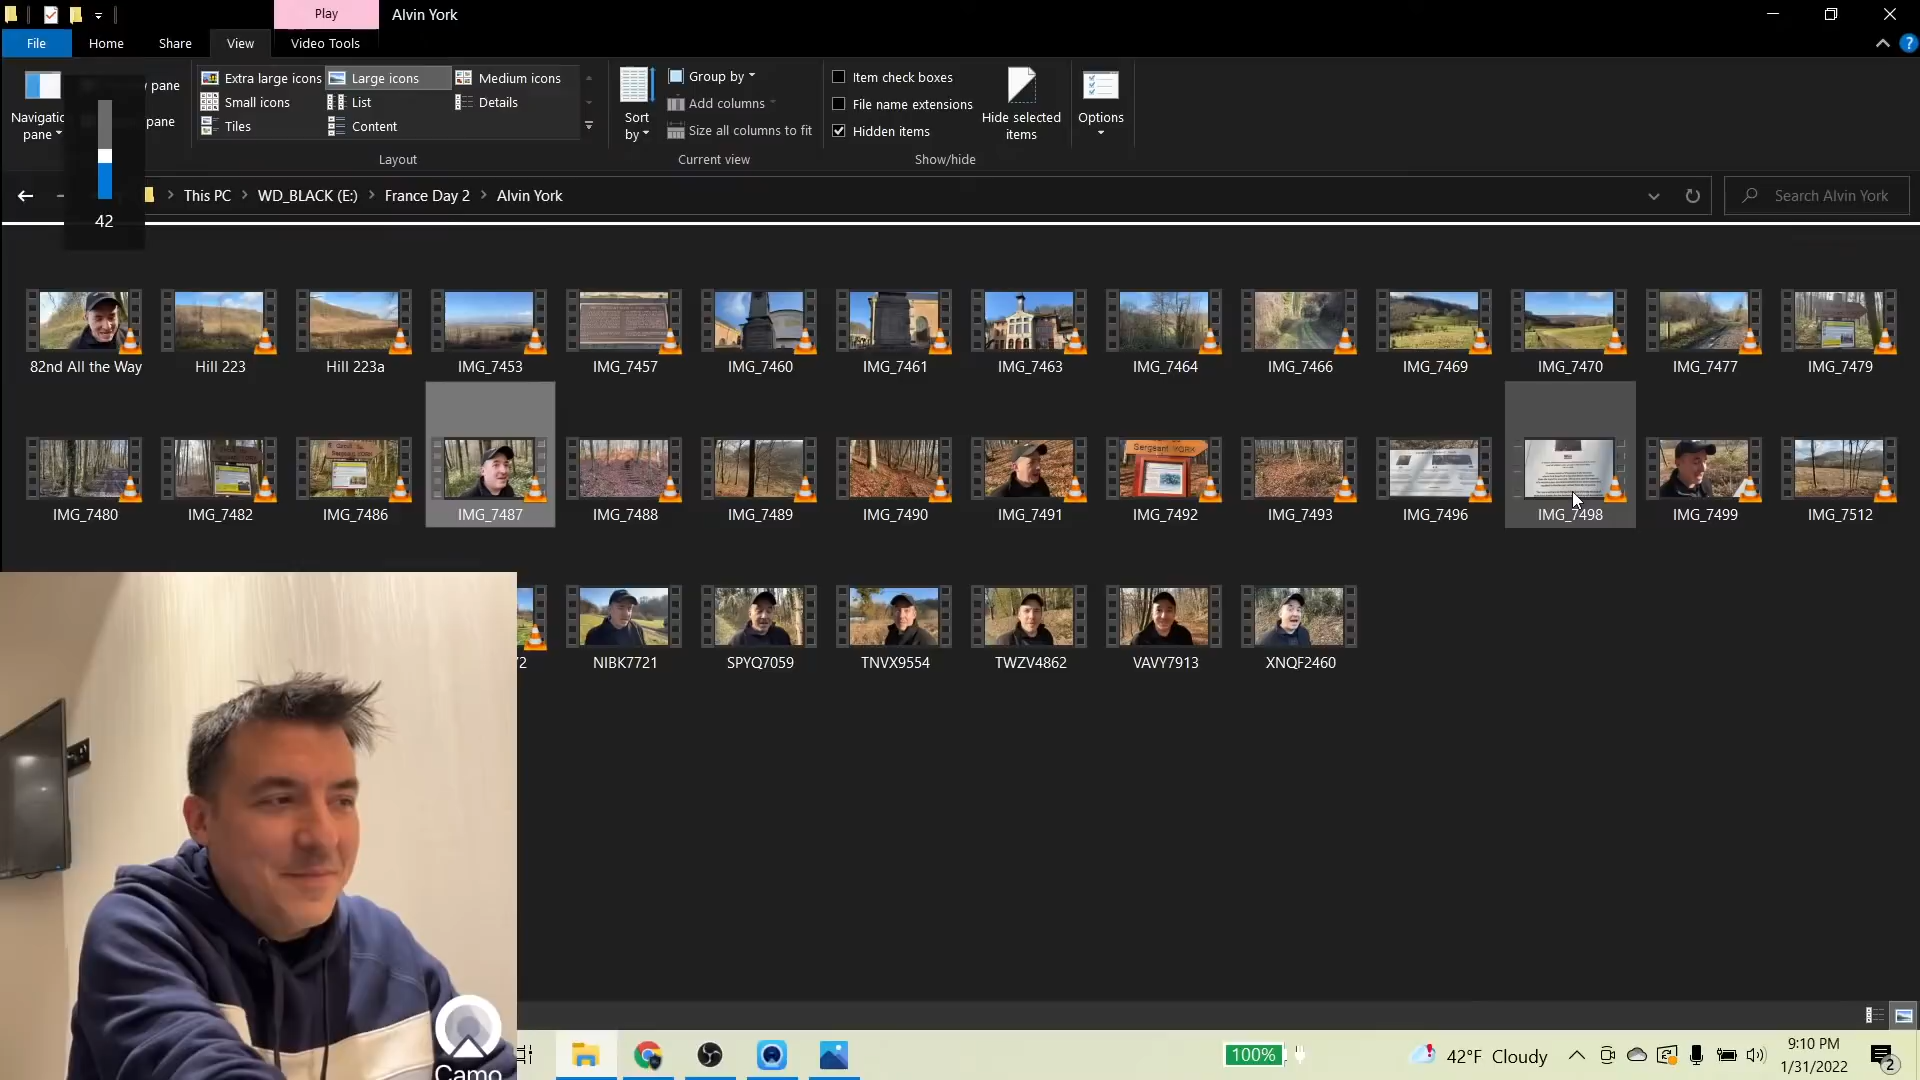 Play
Alvin York
File
Home
Share
View
Video Tools
Navigation
pane
pane
Extra large icons
Large icons
Medium icons
Small icons
List
Details
Tiles
Content
Layout
Sort
by
Group by
Add columns
Size all columns to fit
Current view
Item check boxes
File name extensions
Hidden items
Show/hide
Hide selected
items
Options
42
This PC
WD_BLACK (E:)
France Day 2
Alvin York
Search Alvin York
82nd All the Way
Hill 223
Hill 223a
IMG_7453
IMG_7457
IMG_7460
IMG_7461
IMG_7463
IMG_7464
IMG_7466
IMG_7469
IMG_7470
IMG_7477
IMG_7479
Sergeant YORK
IMG_7480
IMG_7482
IMG_7486
IMG_7487
IMG_7488
IMG_7489
IMG_7490
IMG_7491
IMG_7492
IMG_7493
IMG_7496
IMG_7498
IMG_7499
IMG_7512
72
NIBK7721
SPYQ7059
TNVX9554
TWZV4862
VAVY7913
XNQF2460
Camo
100%
42°F Cloudy
9:10 PM
1/31/2022
2